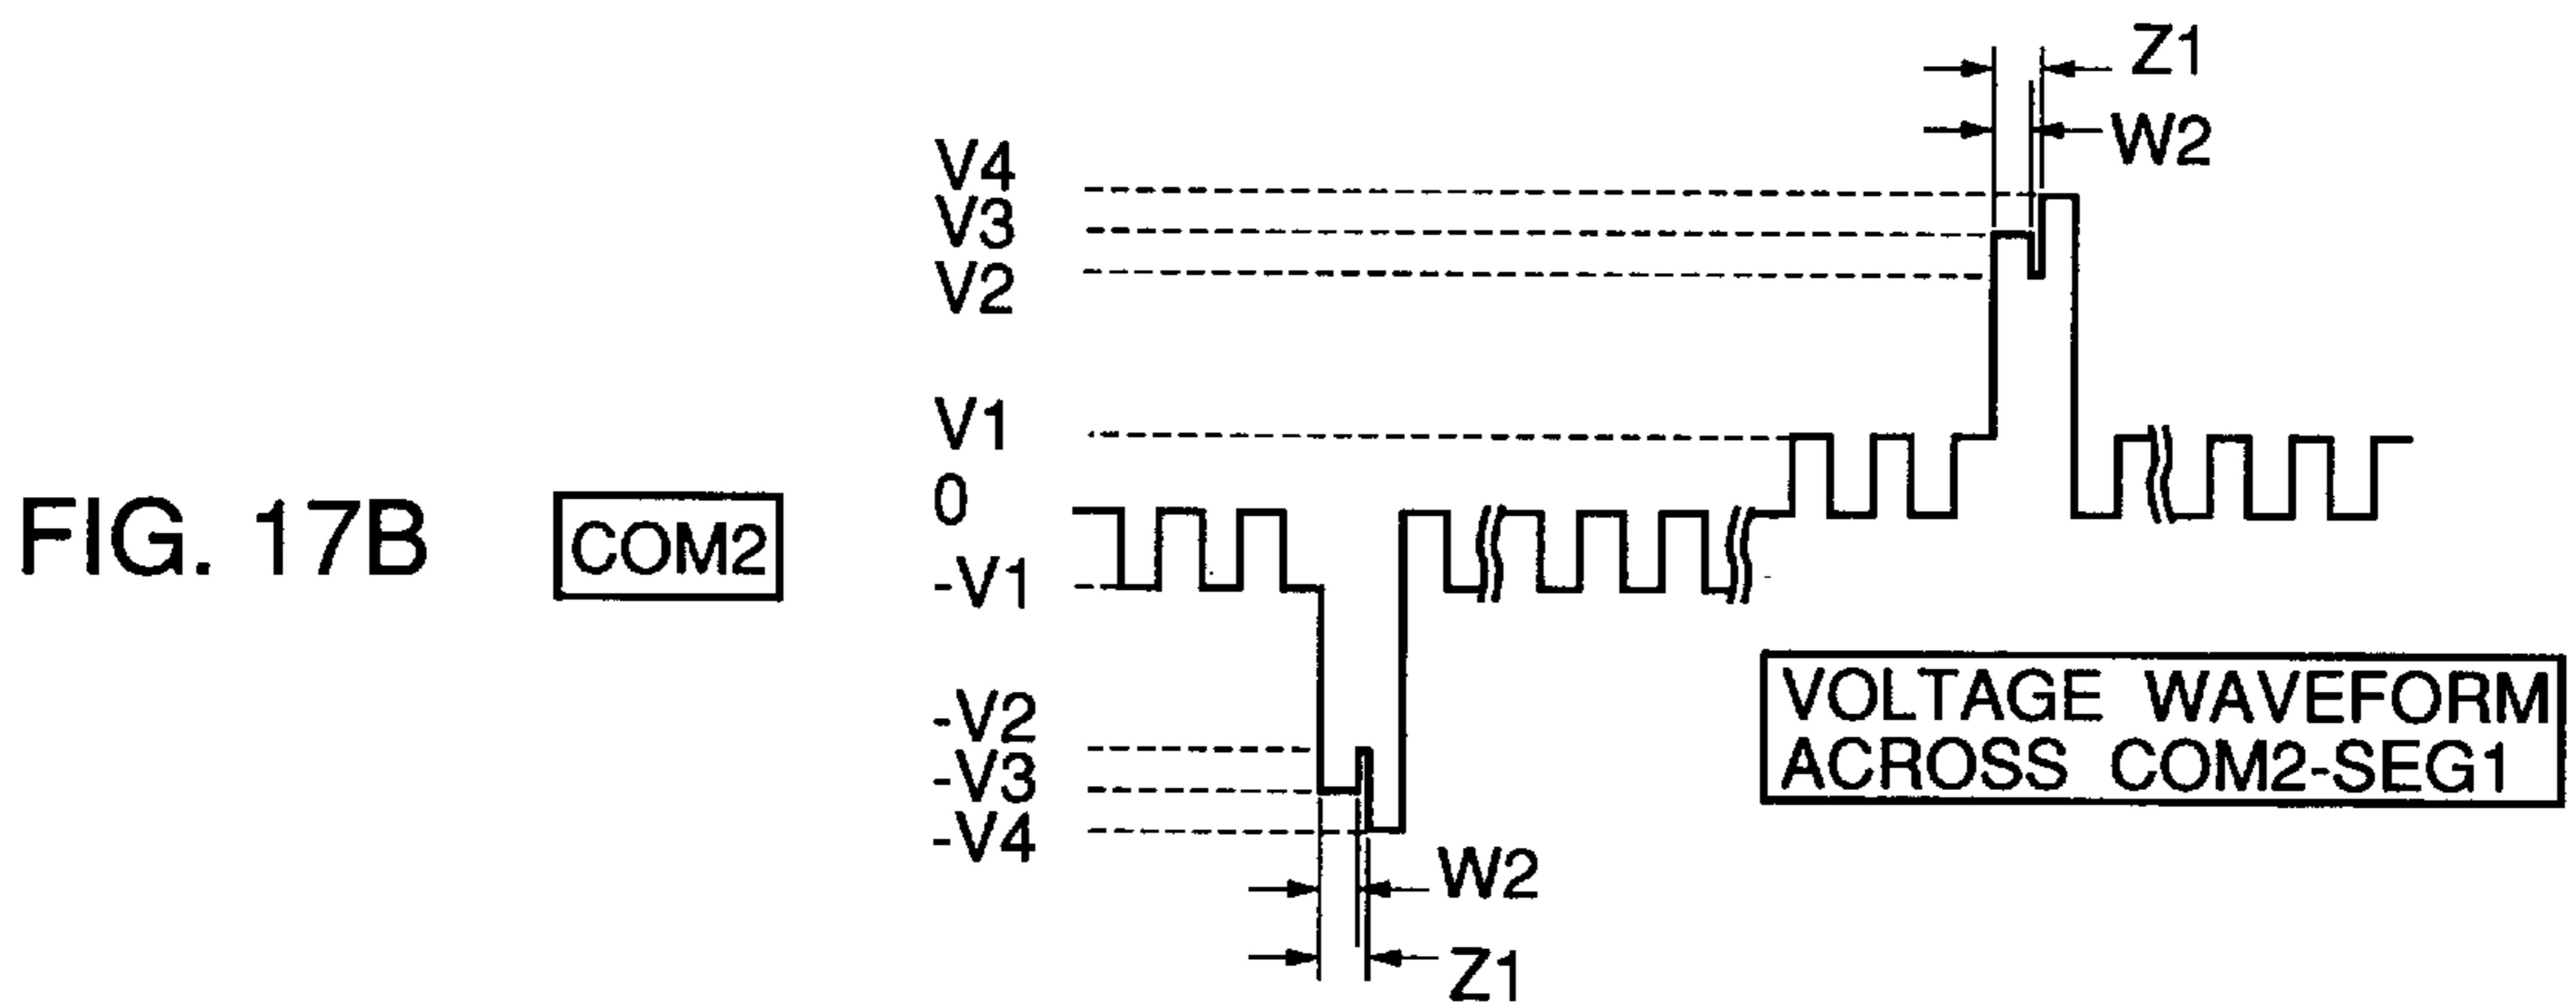 Z1
W2
V4
V3
V2
V1
0
-V1
-V2
-V3
-V4
FIG. 17B
COM2
VOLTAGE WAVEFORM
ACROSS COM2-SEG1
W2
Z1